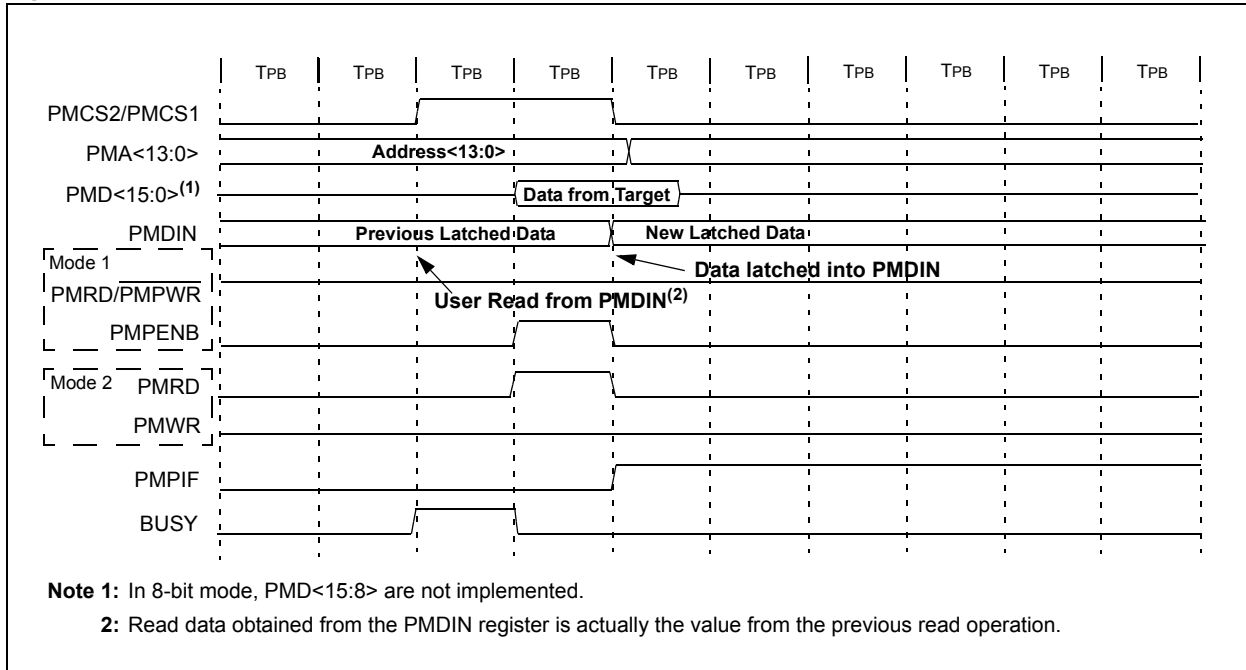 TPB TPB TPB TPB TPB TPB TPB TPB TPB TPB
PMCS2/PMCS1
PMA<13:0> Address<13:0>
PMD<15:0>(1) Data from Target
PMDIN Previous Latched Data New Latched Data
Mode 1 Data latched into PMDIN
PMRD/PMPWR User Read from PMDIN(2)
PMPENB
Mode 2 PMRD
PMWR
PMPIF
BUSY
Note 1: In 8-bit mode, PMD<15:8> are not implemented.
2: Read data obtained from the PMDIN register is actually the value from the previous read operation.